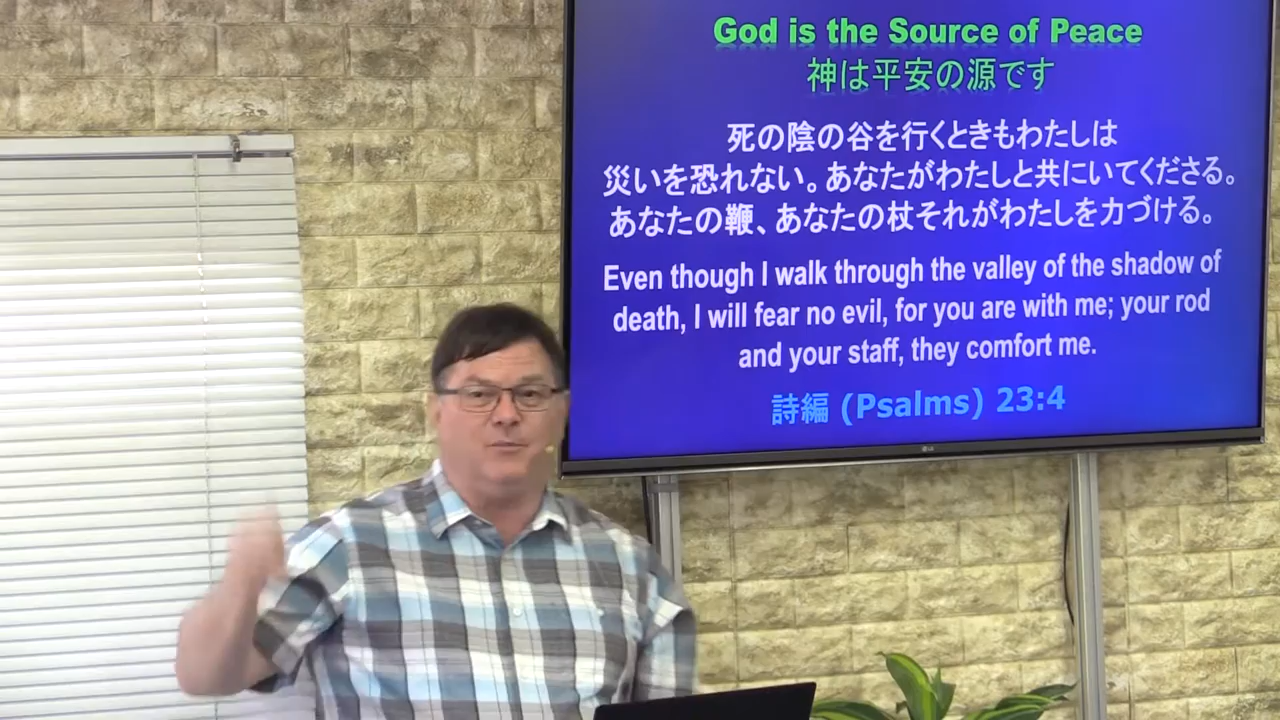 God is the Source of Peace
神は平安の源です
死の陰の谷を行くときもわたしは
災いを恐れない。あなたがわたしと共にいてくださる。
あなたの鞭、あなたの杖それがわたしを力づける。
Even though I walk through the valley of the shadow of
death, I will fear no evil, for you are with me; your rod
and your staff, they comfort me.
詩編 (Psalms) 23:4
LG